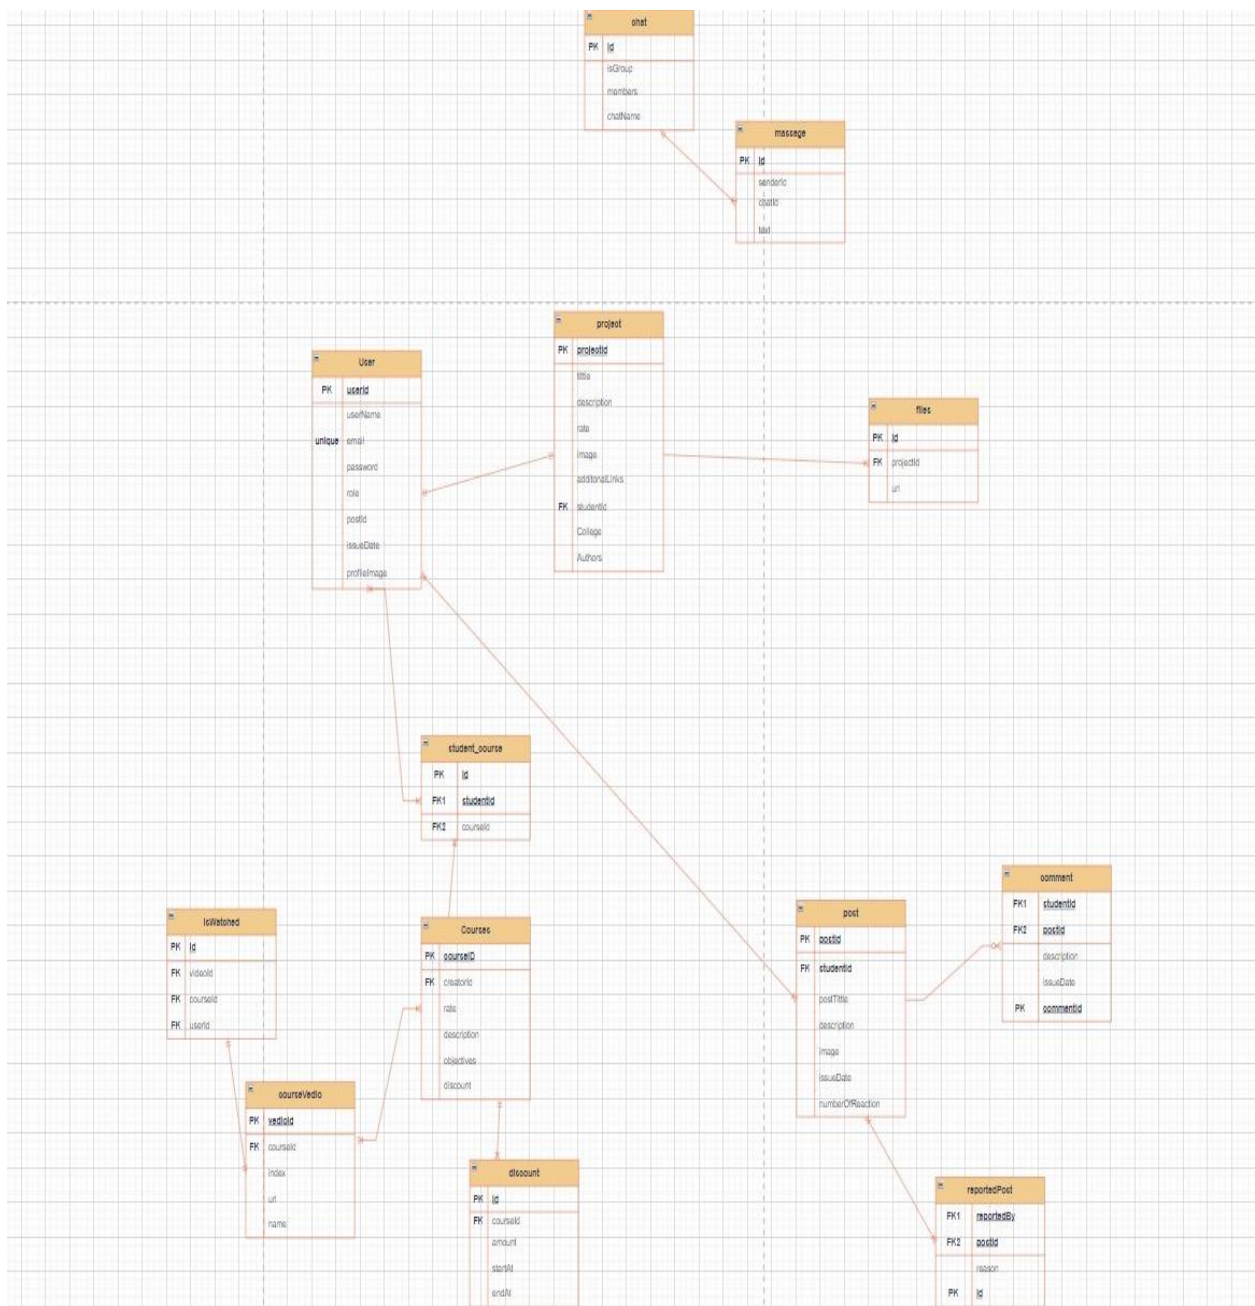 chat
PK id
isGroup
members
chatName
massage
PK id
senderId
chatId
text
project
PK projectId
tittle
description
rate
image
additonalLinks
FK studentId
College
Authors
User
PK userId
userName
unique email
password
role
postId
issueDate
profileImage
files
PK id
FK projectId
url
student_course
PK id
FK1 studentId
FK2 courseId
comment
FK1 studentId
FK2 postId
description
issueDate
PK commentId
post
PK postId
FK studentId
postTittle
description
image
issueDate
numberOfReaction
isWatched
PK id
FK videoId
FK courseId
FK userId
Courses
PK courseID
FK creatorId
rate
description
objectives
discount
courseVedio
PK vedioId
FK courseId
index
url
name
discount
PK id
FK courseId
amount
startAt
endAt
reportedPost
FK1 reportedBy
FK2 postId
reason
PK id